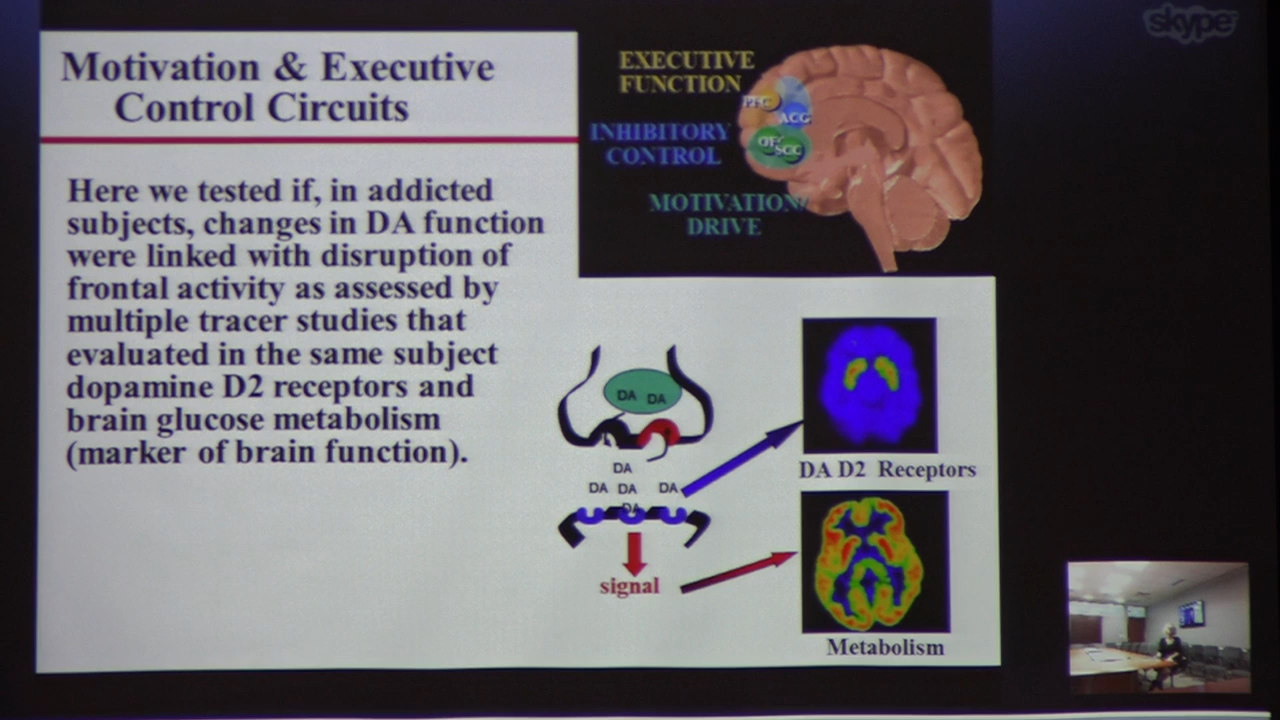 skype
Motivation & Executive
Control Circuits
EXECUTIVE
FUNCTION
PFC
ACG
INHIBITORY
CONTROL
OFC
SCC
MOTIVATION/
DRIVE
Here we tested if, in addicted
subjects, changes in DA function
were linked with disruption of
frontal activity as assessed by
multiple tracer studies that
evaluated in the same subject
dopamine D2 receptors and
brain glucose metabolism
(marker of brain function).
DA DA
DA
DA DA DA
DA
signal
DA D2 Receptors
Metabolism